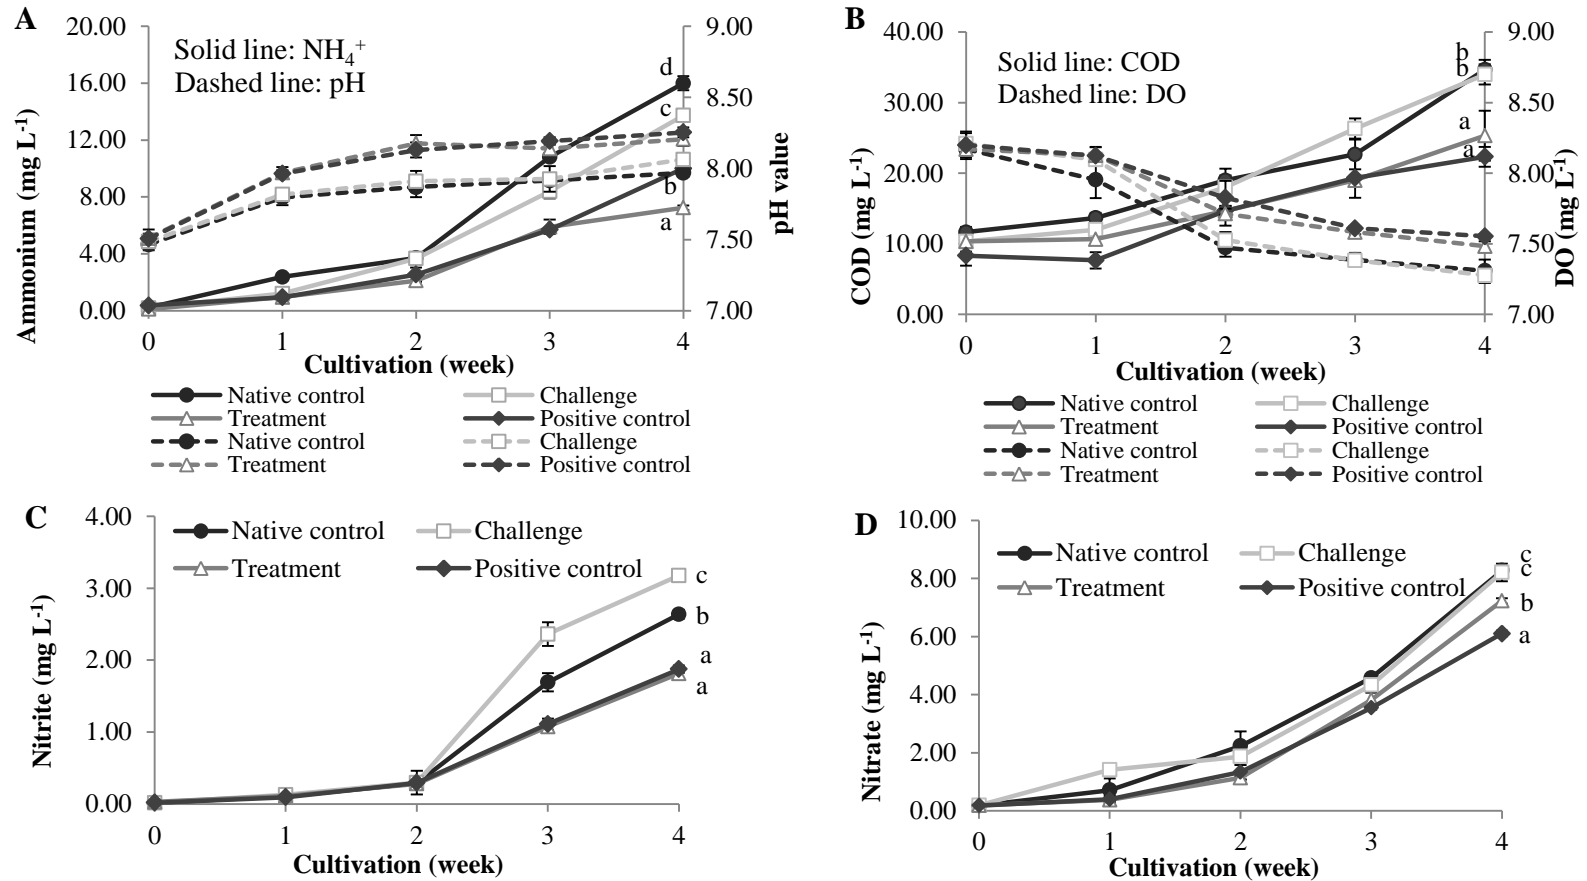 A
Solid line: NH4+
Dashed line: pH
20.00
16.00
12.00
8.00
4.00
0.00
Ammonium (mg L-1)
9.00
8.50
8.00
7.50
7.00
pH value
d
c
b
a
0 1 2 3 4
Cultivation (week)
Native control Challenge
Treatment Positive control
Native control Challenge
Treatment Positive control
B
Solid line: COD
Dashed line: DO
40.00
30.00
20.00
10.00
0.00
COD (mg L-1)
9.00
8.50
8.00
7.50
7.00
DO (mg L-1)
b
b
a
a
0 1 2 3 4
Cultivation (week)
Native control Challenge
Treatment Positive control
Native control Challenge
Treatment Positive control
C
Native control Challenge
Treatment Positive control
4.00
3.00
2.00
1.00
0.00
Nitrite (mg L-1)
c
b
a
a
0 1 2 3 4
Cultivation (week)
D
Native control Challenge
Treatment Positive control
10.00
8.00
6.00
4.00
2.00
0.00
Nitrate (mg L-1)
c
c
b
a
0 1 2 3 4
Cultivation (week)